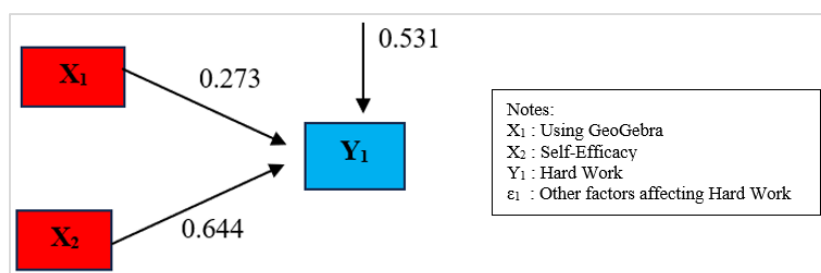 0.531
X₁
0.273
Y₁
X₂
0.644
Notes:
X₁ : Using GeoGebra
X₂ : Self-Efficacy
Y₁ : Hard Work
ε₁ : Other factors affecting Hard Work